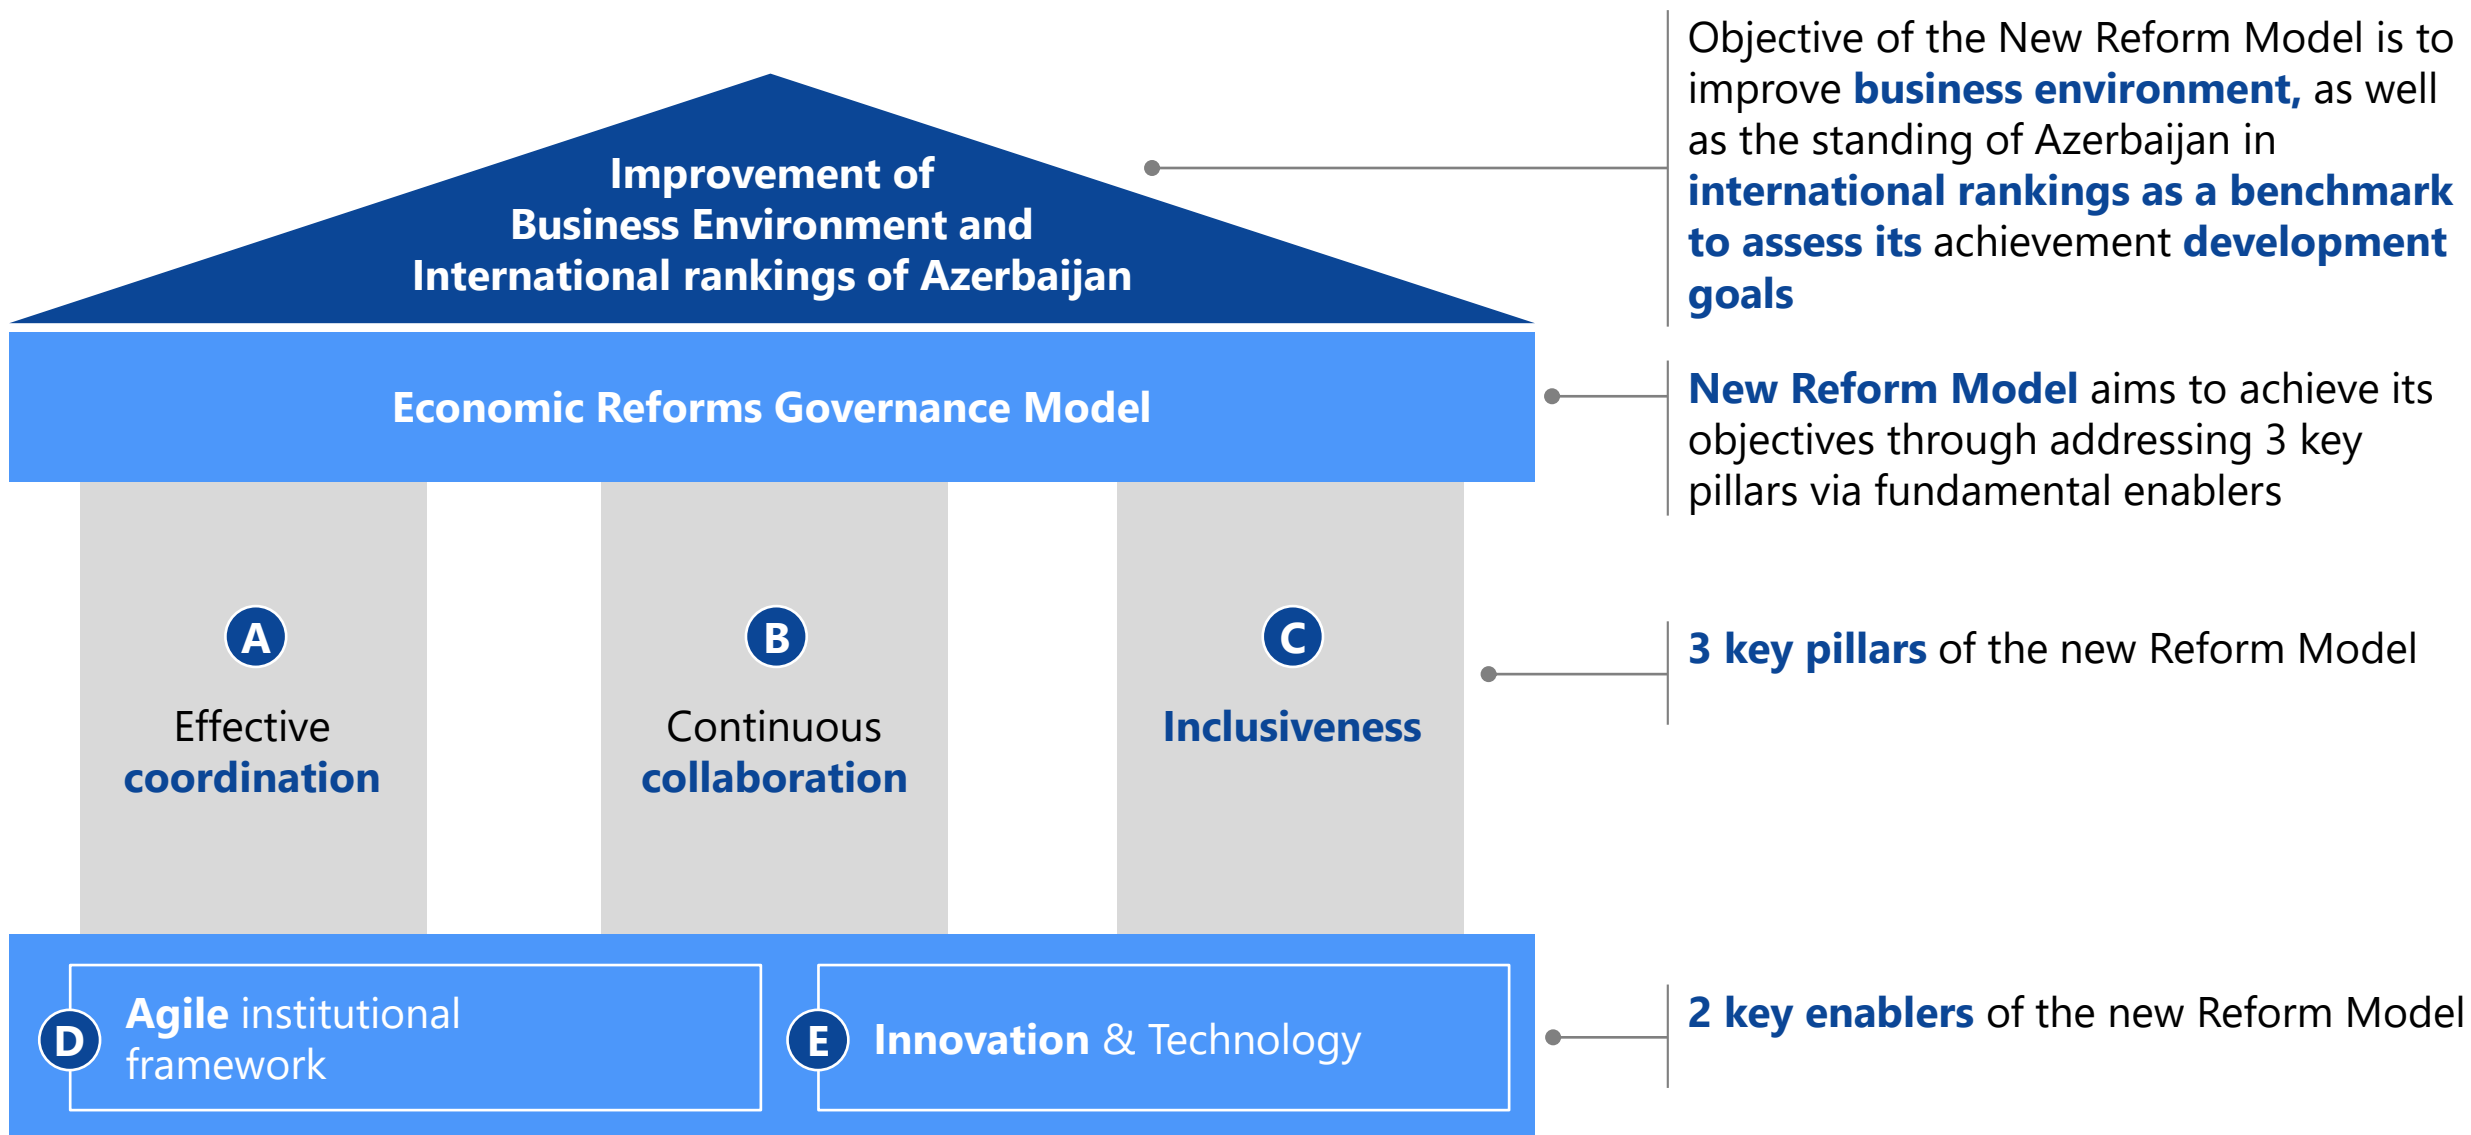 Improvement of
Business Environment and
International rankings of Azerbaijan
Objective of the New Reform Model is to
improve business environment, as well
as the standing of Azerbaijan in
international rankings as a benchmark
to assess its achievement development
goals
Economic Reforms Governance Model
New Reform Model aims to achieve its
objectives through addressing 3 key
pillars via fundamental enablers
A
Effective
coordination
B
Continuous
collaboration
C
Inclusiveness
3 key pillars of the new Reform Model
D
Agile institutional
framework
E
Innovation & Technology
2 key enablers of the new Reform Model